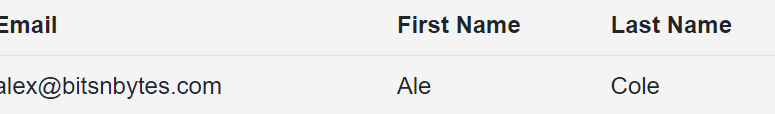 Email First Name Last Name
alex@bitsnbytes.com Ale Cole